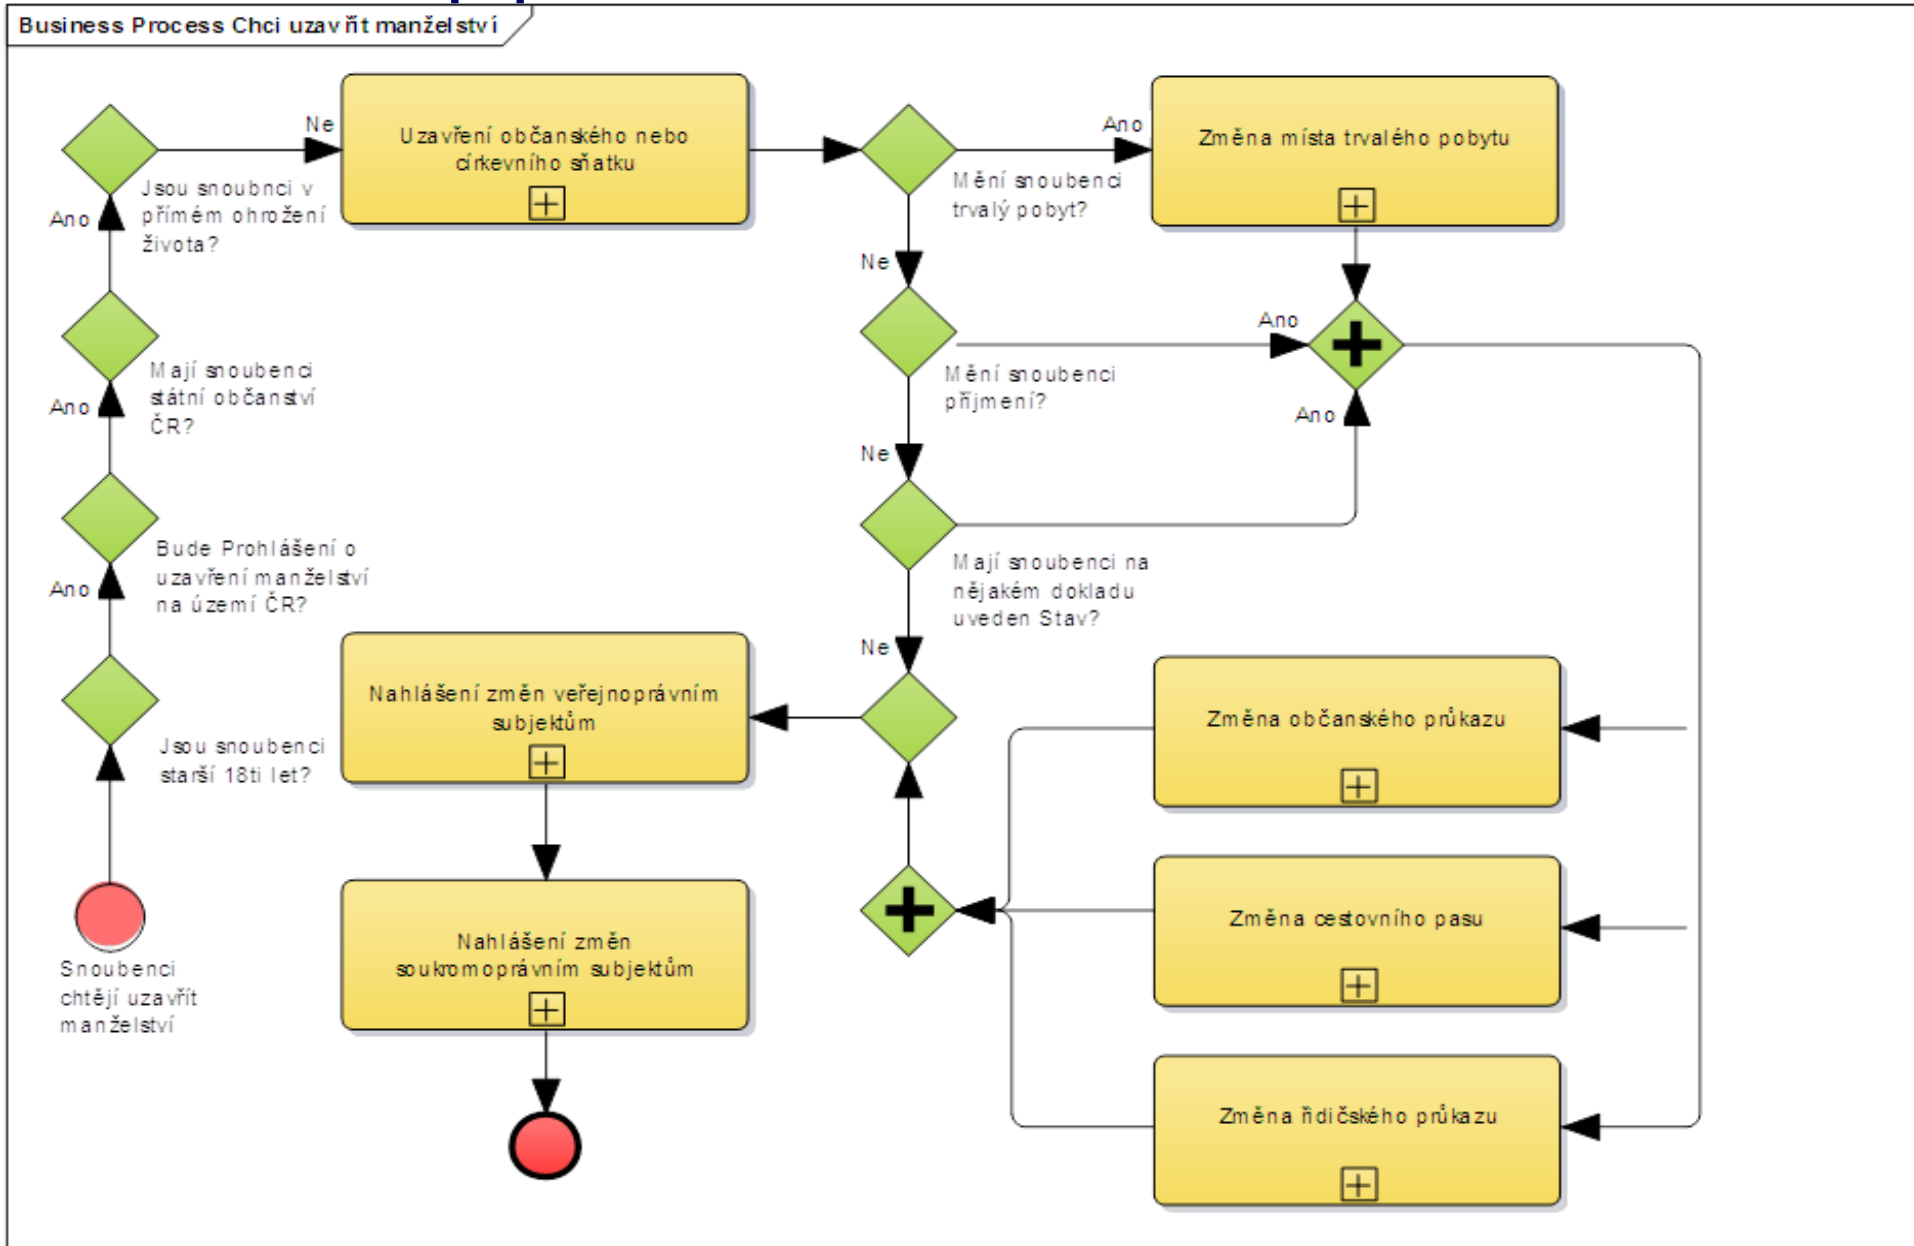 Business Process Chci uzavřít manželství
Ne
Uzavření občanského nebo
církevního sňatku
Ano
Změna místa trvalého pobytu
Jsou snoubnci v
přímém ohrožení
života?
Ano
Mění snoubenci
trvalý pobyt?
Ne
Mají snoubenci
státní občanství
ČR?
Ano
Mění snoubenci
příjmení?
Ano
Ano
Ne
Bude Prohlášení o
uzavření manželství
na území ČR?
Ano
Mají snoubenci na
nějakém dokladu
uveden Stav?
Ne
Nahlášení změn veřejnoprávním
subjektům
Změna občanského průkazu
Jsou snoubenci
starší 18ti let?
Nahlášení změn
soukromoprávním subjektům
Změna cestovního pasu
Snoubenci
chtějí uzavřít
manželství
Změna řidičského průkazu